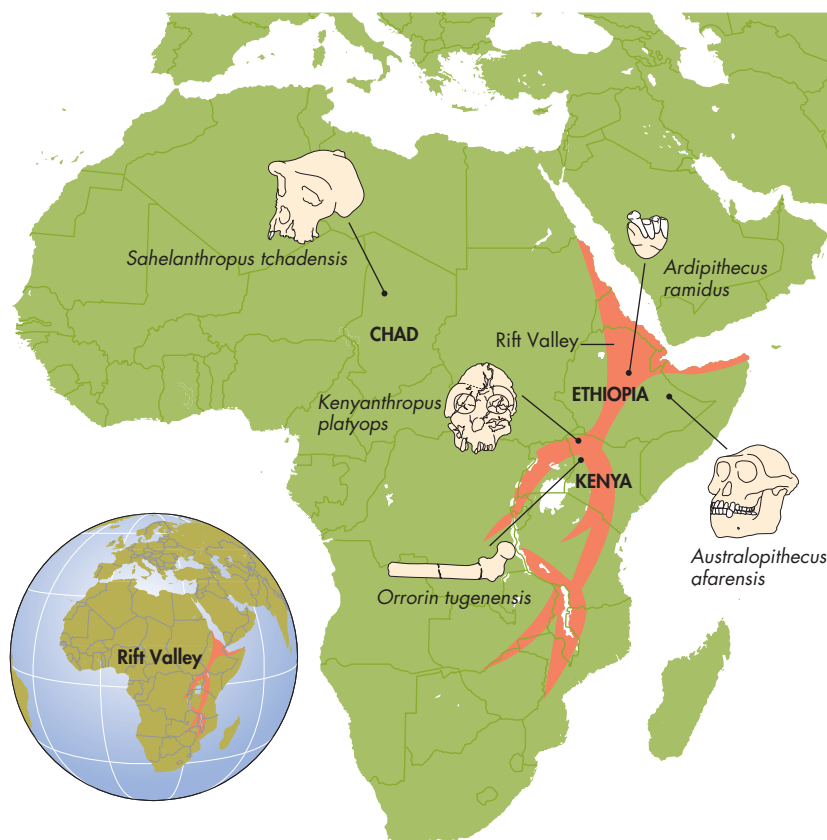 Sahelanthropus tchadensis
Ardipithecus
ramidus
CHAD
Rift Valley
Kenyanthropus
platyops
ETHIOPIA
KENYA
Australopithecus
afarensis
Orrorin tugenensis
Rift Valley